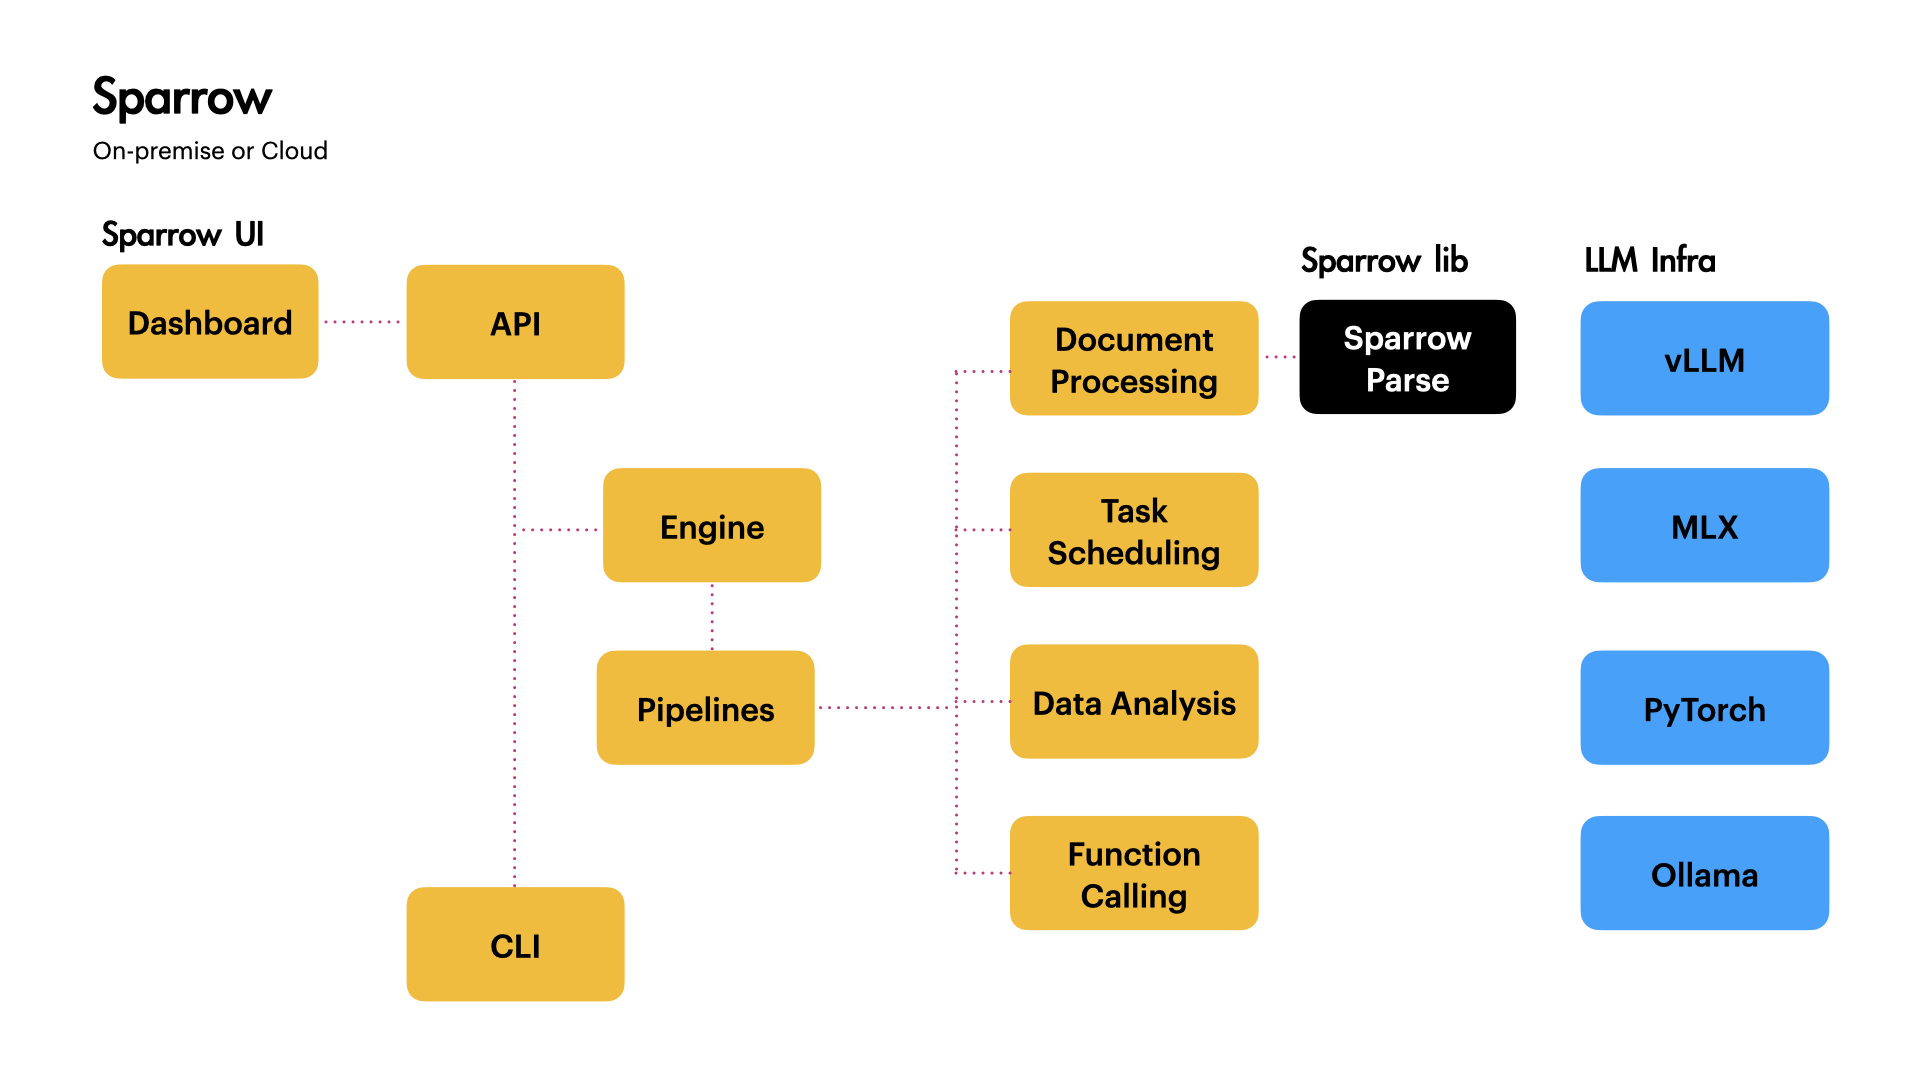 Sparrow
On-premise or Cloud
Sparrow UI
Dashboard
API
Engine
Pipelines
CLI
Document
Processing
Task
Scheduling
Data Analysis
Function
Calling
Sparrow lib
Sparrow
Parse
LLM Infra
vLLM
MLX
PyTorch
Ollama